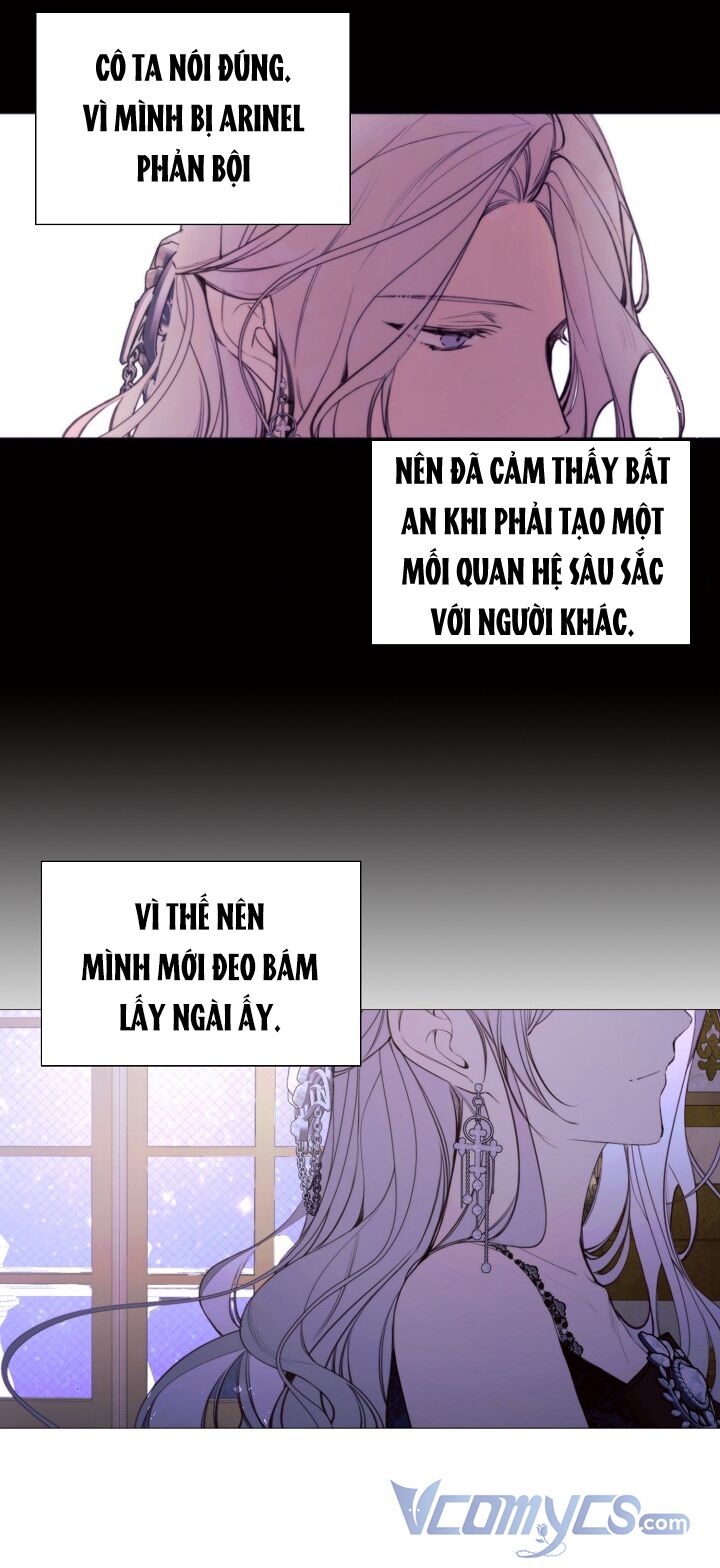 CÔ TA NÓI ĐÚNG.
VÌ MÌNH BỊ ARINEL
PHẢN BỘI
NÊN ĐÃ CẢM THẤY BẤT
AN KHI PHẢI TẠO MỘT
MỐI QUAN HỆ SÂU SẮC
VỚI NGƯỜI KHÁC.
VÌ THẾ NÊN
MÌNH MỚI ĐEO BÁM
LẤY NGÀI ẤY.
VCOMYCS.com